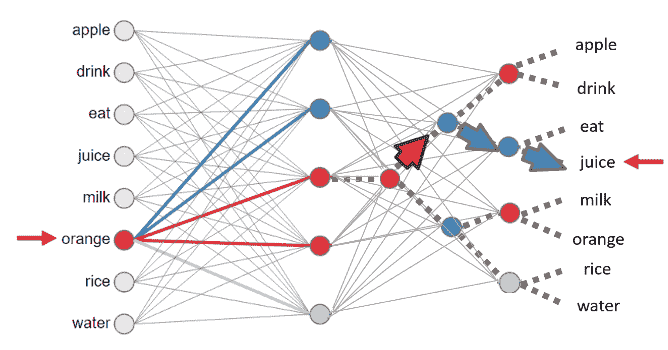 apple
drink
eat
juice
milk
orange
rice
water
apple
drink
eat
juice
milk
orange
rice
water